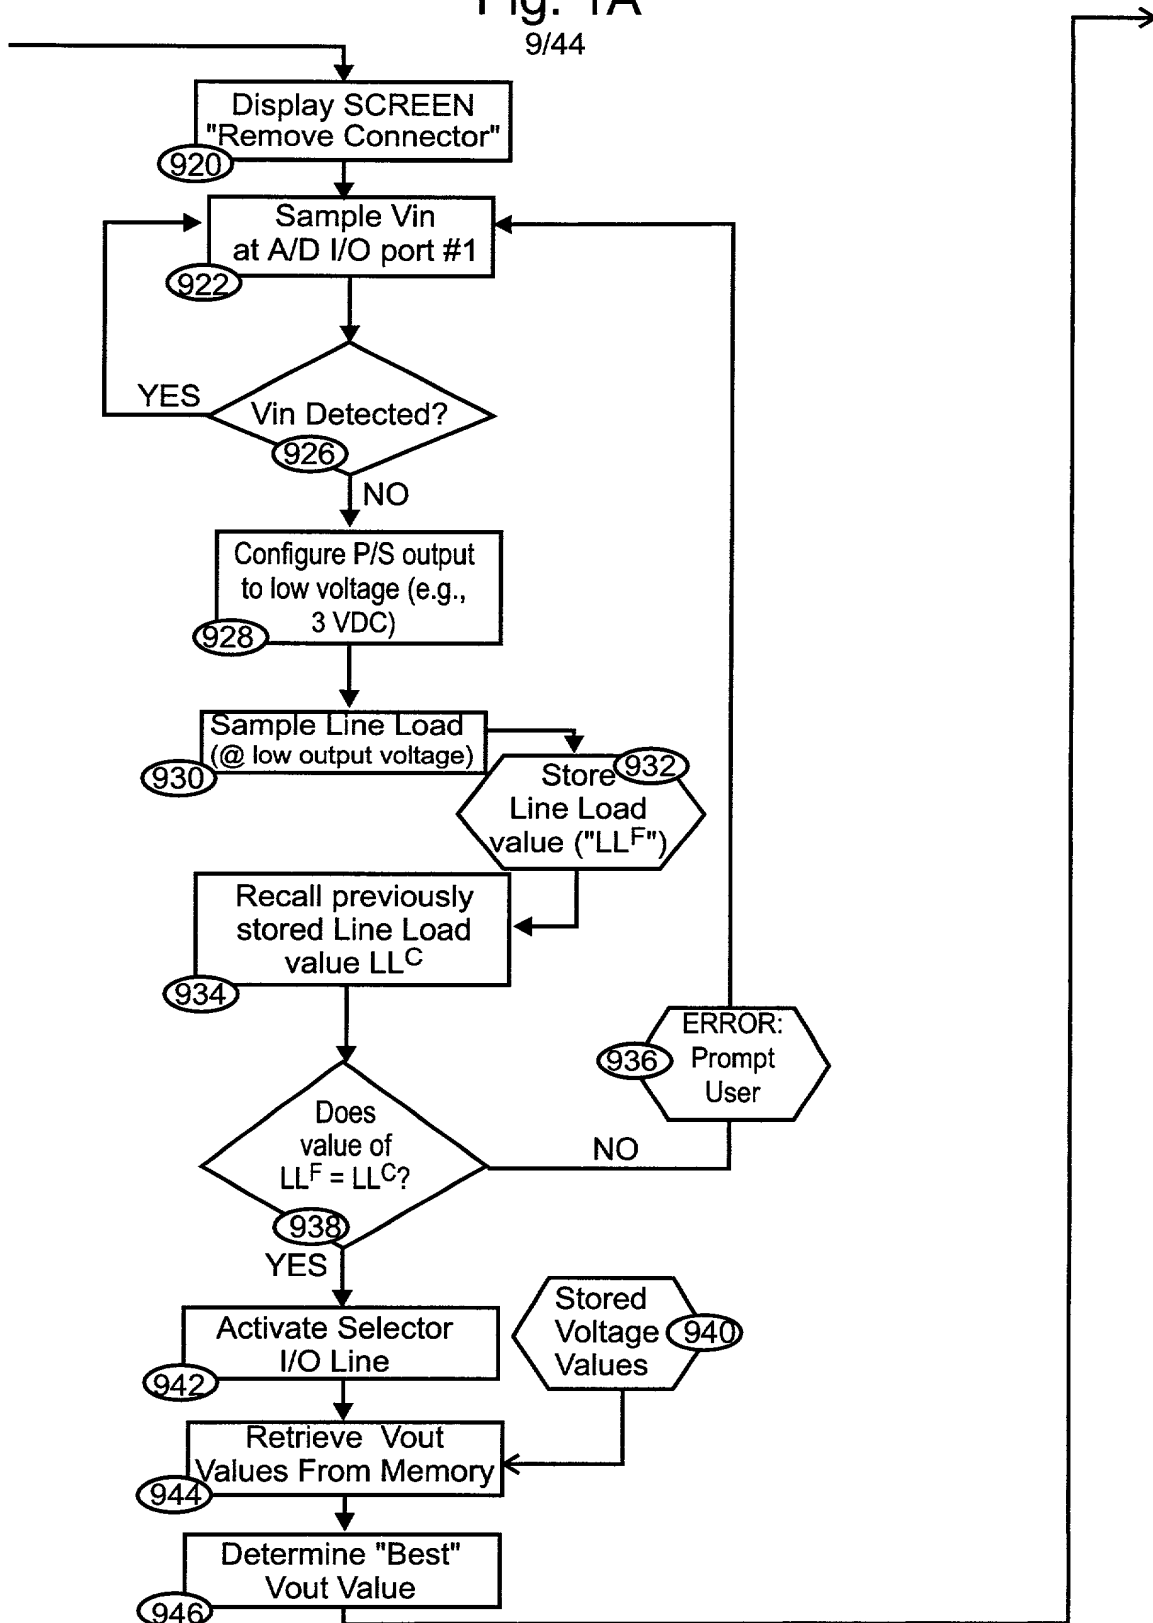 Fig. 1A
9/44
Display SCREEN
"Remove Connector"
920
Sample Vin
at A/D I/O port #1
922
YES
Vin Detected?
926
NO
Configure P/S output
to low voltage (e.g.,
3 VDC)
928
Sample Line Load
(@ low output voltage)
930
932
Store
Line Load
value ("LLF")
Recall previously
stored Line Load
value LLC
934
ERROR:
Prompt
User
936
Does
value of
LLF = LLC?
938
NO
YES
Activate Selector
I/O Line
942
Stored
Voltage
Values
940
Retrieve Vout
Values From Memory
944
Determine "Best"
Vout Value
946